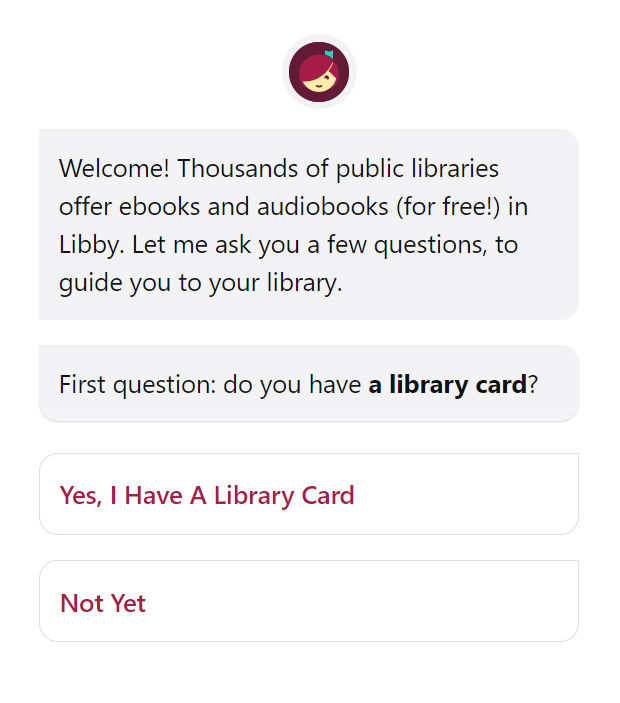 Welcome! Thousands of public libraries
offer ebooks and audiobooks (for free!) in
Libby. Let me ask you a few questions, to
guide you to your library.
First question: do you have a library card?
Yes, I Have A Library Card
Not Yet